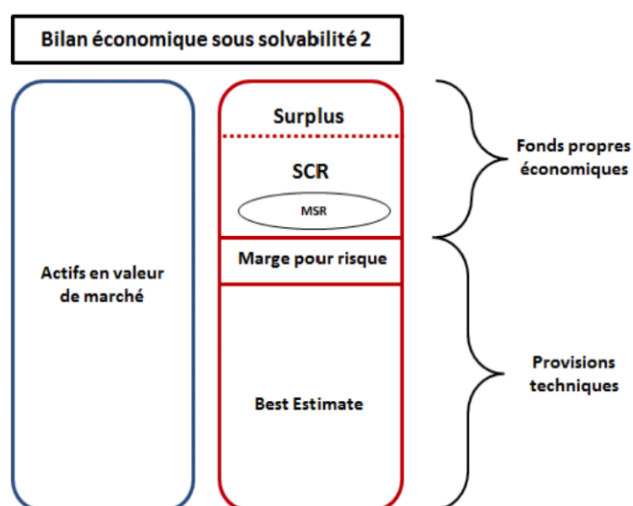 Bilan économique sous solvabilité 2
Surplus
SCR
MSR
Marge pour risque
Best Estimate
Actifs en valeur
de marché
Fonds propres
économiques
Provisions
techniques